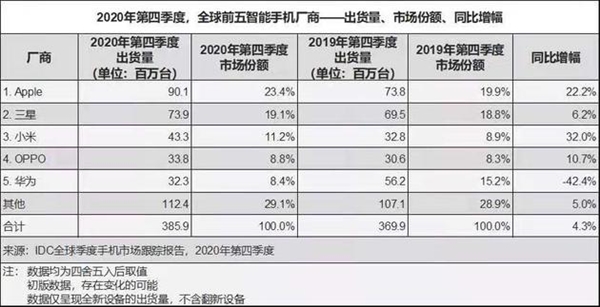 2020年第四季度，全球前五智能手机厂商——出货量、市场份额、同比增幅
厂商 2020年第四季度出货量（单位：百万台） 2020年第四季度市场份额 2019年第四季度出货量（单位：百万台） 2019年第四季度市场份额 同比增幅
1. Apple 90.1 23.4% 73.8 19.9% 22.2%
2. 三星 73.9 19.1% 69.5 18.8% 6.2%
3. 小米 43.3 11.2% 32.8 8.9% 32.0%
4. OPPO 33.8 8.8% 30.6 8.3% 10.7%
5. 华为 32.3 8.4% 56.2 15.2% -42.4%
其他 112.4 29.1% 107.1 28.9% 5.0%
合计 385.9 100.0% 369.9 100.0% 4.3%
来源：IDC全球季度手机市场跟踪报告，2020年第四季度
注： 数据均为四舍五入后取值
初版数据，存在变化的可能
数据仅呈现全新设备的出货量，不含翻新设备